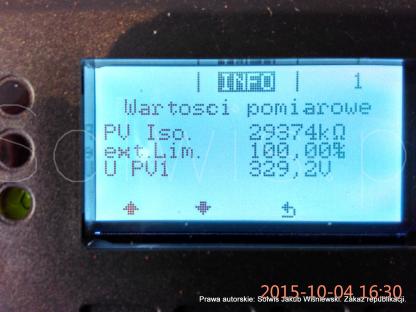 | INFO | 1
Wartosci pomiarowe
PV Iso. 29374kΩ
ext.Lim. 100,00%
U PV1 329,2V
2015-10-04 16:30
Prawa autorskie: Solwis Jakub Wiśniewski. Zakaz republikacji.